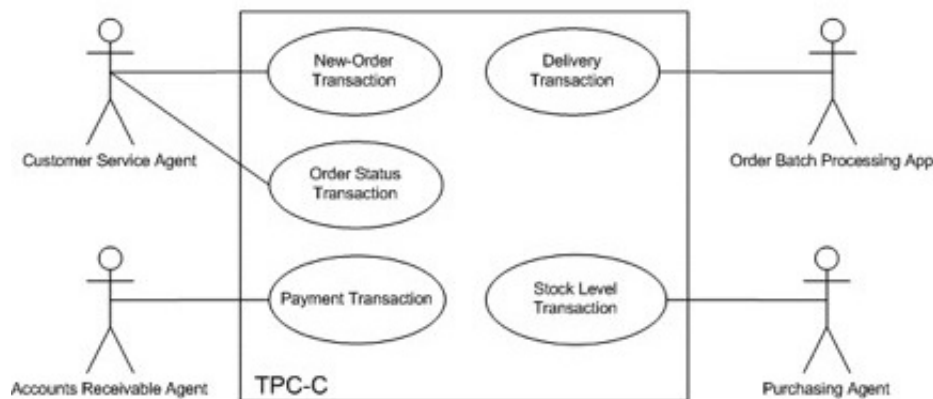 New-Order
Transaction
Delivery
Transaction
Customer Service Agent
Order Batch Processing App
Order Status
Transaction
Payment Transaction
Stock Level
Transaction
Accounts Receivable Agent
TPC-C
Purchasing Agent